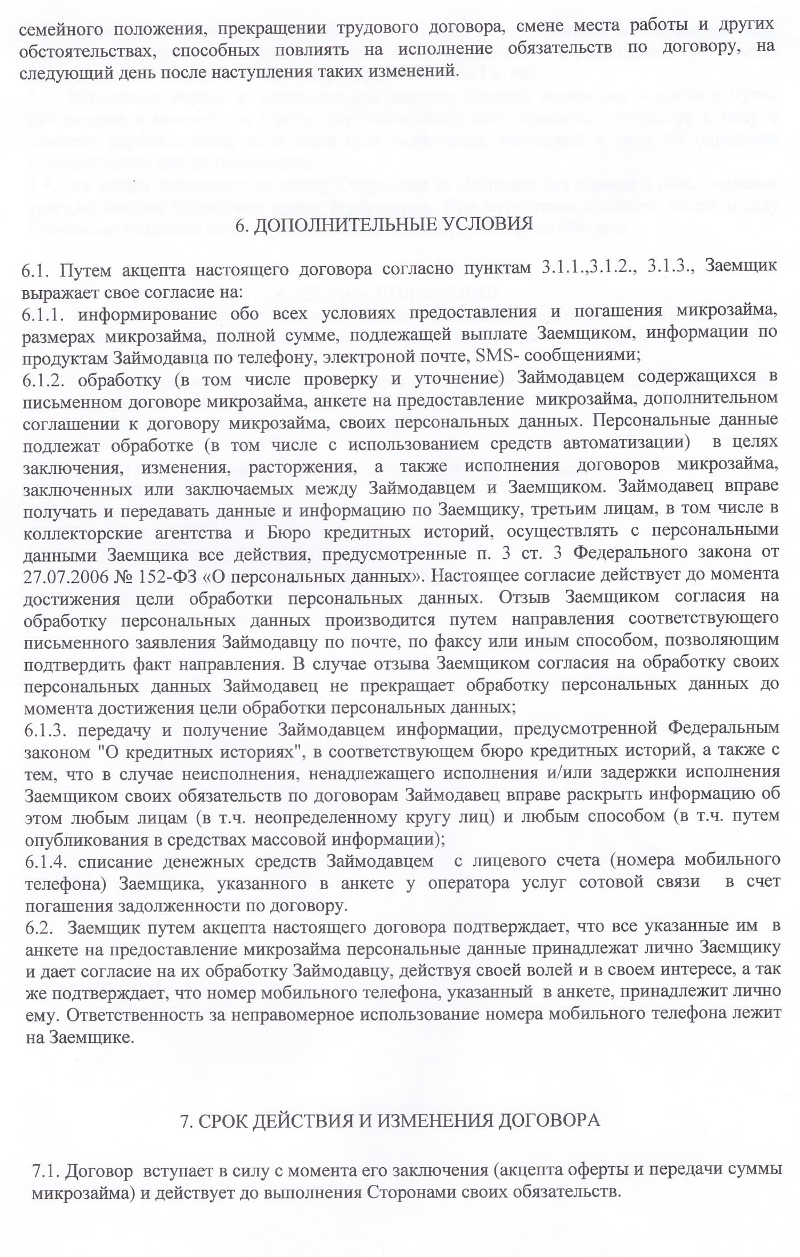 семейного положения, прекращении трудового договора, смене места работы и других
обстоятельствах, способных повлиять на исполнение обязательств по договору, на
следующий день после наступления таких изменений.
6. ДОПОЛНИТЕЛЬНЫЕ УСЛОВИЯ
6.1. Путем акцепта настоящего договора согласно пунктам 3.1.1.,3.1.2., 3.1.3., Заемщик
выражает свое согласие на:
6.1.1. информирование обо всех условиях предоставления и погашения микрозайма,
размерах микрозайма, полной сумме, подлежащей выплате Заемщиком, информации по
продуктам Займодавца по телефону, электроной почте, SMS- сообщениями;
6.1.2. обработку (в том числе проверку и уточнение) Займодавцем содержащихся в
письменном договоре микрозайма, анкете на предоставление микрозайма, дополнительном
соглашении к договору микрозайма, своих персональных данных. Персональные данные
подлежат обработке (в том числе с использованием средств автоматизации) в целях
заключения, изменения, расторжения, а также исполнения договоров микрозайма,
заключенных или заключаемых между Займодавцем и Заемщиком. Займодавец вправе
получать и передавать данные и информацию по Заемщику, третьим лицам, в том числе в
коллекторские агентства и Бюро кредитных историй, осуществлять с персональными
данными Заемщика все действия, предусмотренные п. 3 ст. 3 Федерального закона от
27.07.2006 № 152-ФЗ «О персональных данных». Настоящее согласие действует до момента
достижения цели обработки персональных данных. Отзыв Заемщиком согласия на
обработку персональных данных производится путем направления соответствующего
письменного заявления Займодавцу по почте, по факсу или иным способом, позволяющим
подтвердить факт направления. В случае отзыва Заемщиком согласия на обработку своих
персональных данных Займодавец не прекращает обработку персональных данных до
момента достижения цели обработки персональных данных;
6.1.3. передачу и получение Займодавцем информации, предусмотренной Федеральным
законом "О кредитных историях", в соответствующем бюро кредитных историй, а также с
тем, что в случае неисполнения, ненадлежащего исполнения и/или задержки исполнения
Заемщиком своих обязательств по договорам Займодавец вправе раскрыть информацию об
этом любым лицам (в т.ч. неопределенному кругу лиц) и любым способом (в т.ч. путем
опубликования в средствах массовой информации);
6.1.4. списание денежных средств Займодавцем с лицевого счета (номера мобильного
телефона) Заемщика, указанного в анкете у оператора услуг сотовой связи в счет
погашения задолженности по договору.
6.2. Заемщик путем акцепта настоящего договора подтверждает, что все указанные им в
анкете на предоставление микрозайма персональные данные принадлежат лично Заемщику
и дает согласие на их обработку Займодавцу, действуя своей волей и в своем интересе, а так
же подтверждает, что номер мобильного телефона, указанный в анкете, принадлежит лично
ему. Ответственность за неправомерное использование номера мобильного телефона лежит
на Заемщике.
7. СРОК ДЕЙСТВИЯ И ИЗМЕНЕНИЯ ДОГОВОРА
7.1. Договор вступает в силу с момента его заключения (акцепта оферты и передачи суммы
микрозайма) и действует до выполнения Сторонами своих обязательств.